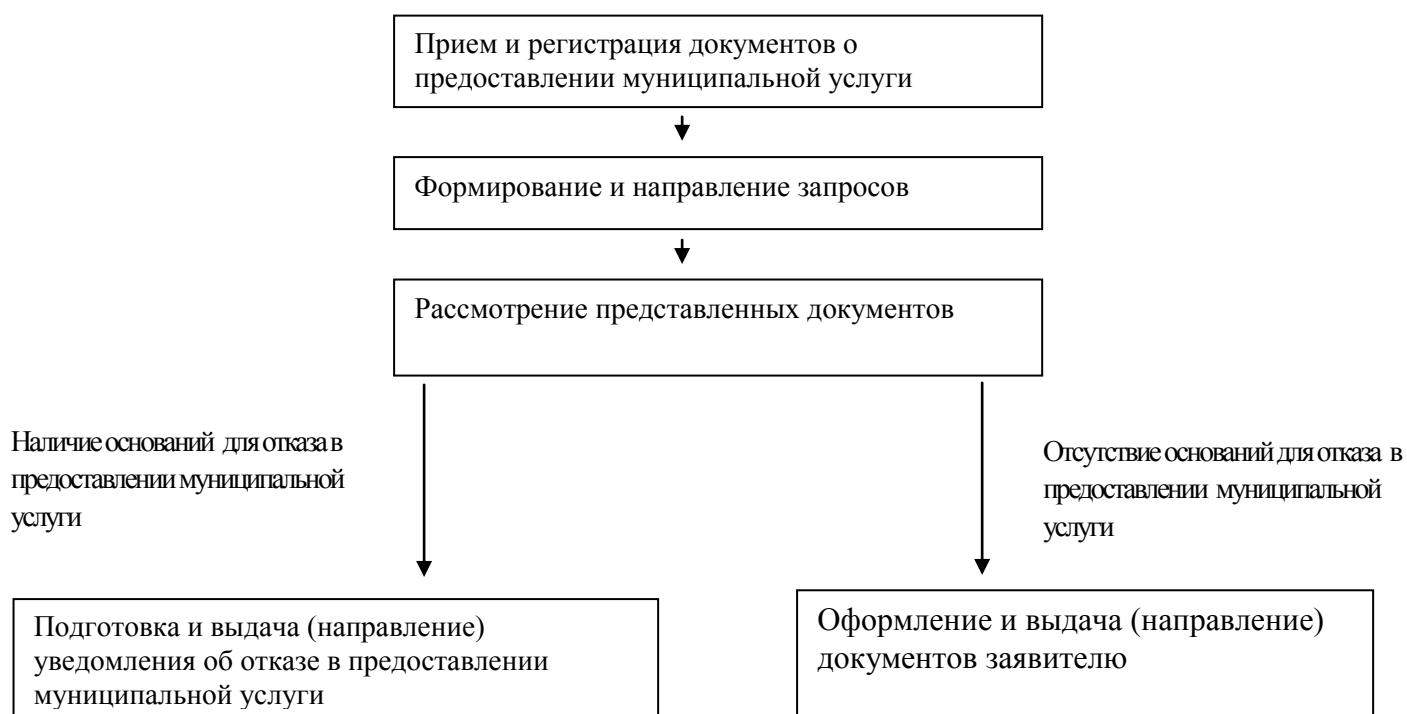 Прием и регистрация документов о
предоставлении муниципальной услуги
Формирование и направление запросов
Рассмотрение представленных документов
Наличие оснований для отказа в
предоставлении муниципальной
услуги
Отсутствие оснований для отказа в
предоставлении муниципальной
услуги
Подготовка и выдача (направление)
уведомления об отказе в предоставлении
муниципальной услуги
Оформление и выдача (направление)
документов заявителю